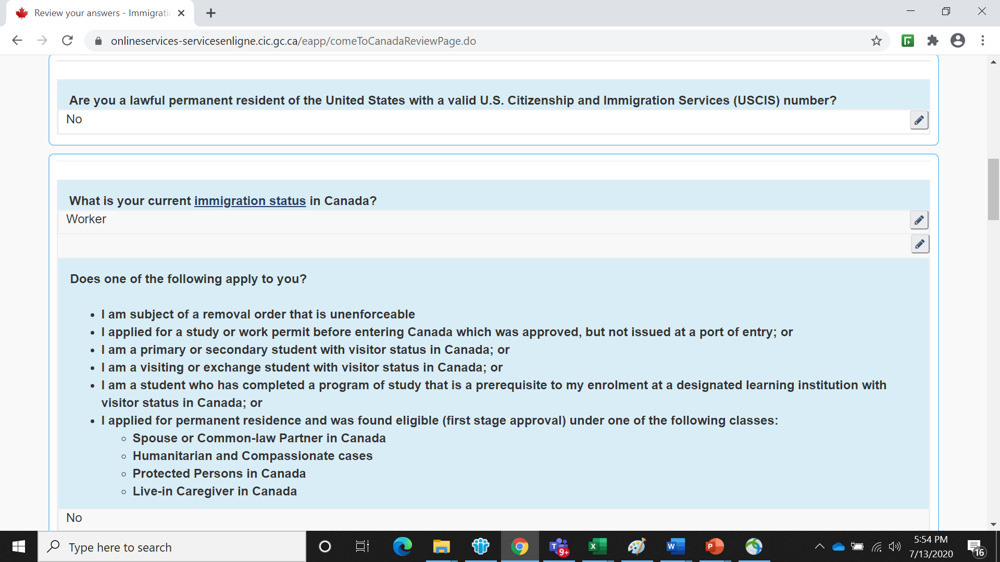 Review your answers - Immigrati
onlineservices-servicesenligne.cic.gc.ca/eapp/comeToCanadaReviewPage.do
Are you a lawful permanent resident of the United States with a valid U.S. Citizenship and Immigration Services (USCIS) number?
No
What is your current immigration status in Canada?
Worker
Does one of the following apply to you?
I am subject of a removal order that is unenforceable
I applied for a study or work permit before entering Canada which was approved, but not issued at a port of entry; or
I am a primary or secondary student with visitor status in Canada; or
I am a visiting or exchange student with visitor status in Canada; or
I am a student who has completed a program of study that is a prerequisite to my enrolment at a designated learning institution with
visitor status in Canada; or
I applied for permanent residence and was found eligible (first stage approval) under one of the following classes:
Spouse or Common-law Partner in Canada
Humanitarian and Compassionate cases
Protected Persons in Canada
Live-in Caregiver in Canada
No
Type here to search
T 9+
X
W
P
5:54 PM
7/13/2020
16